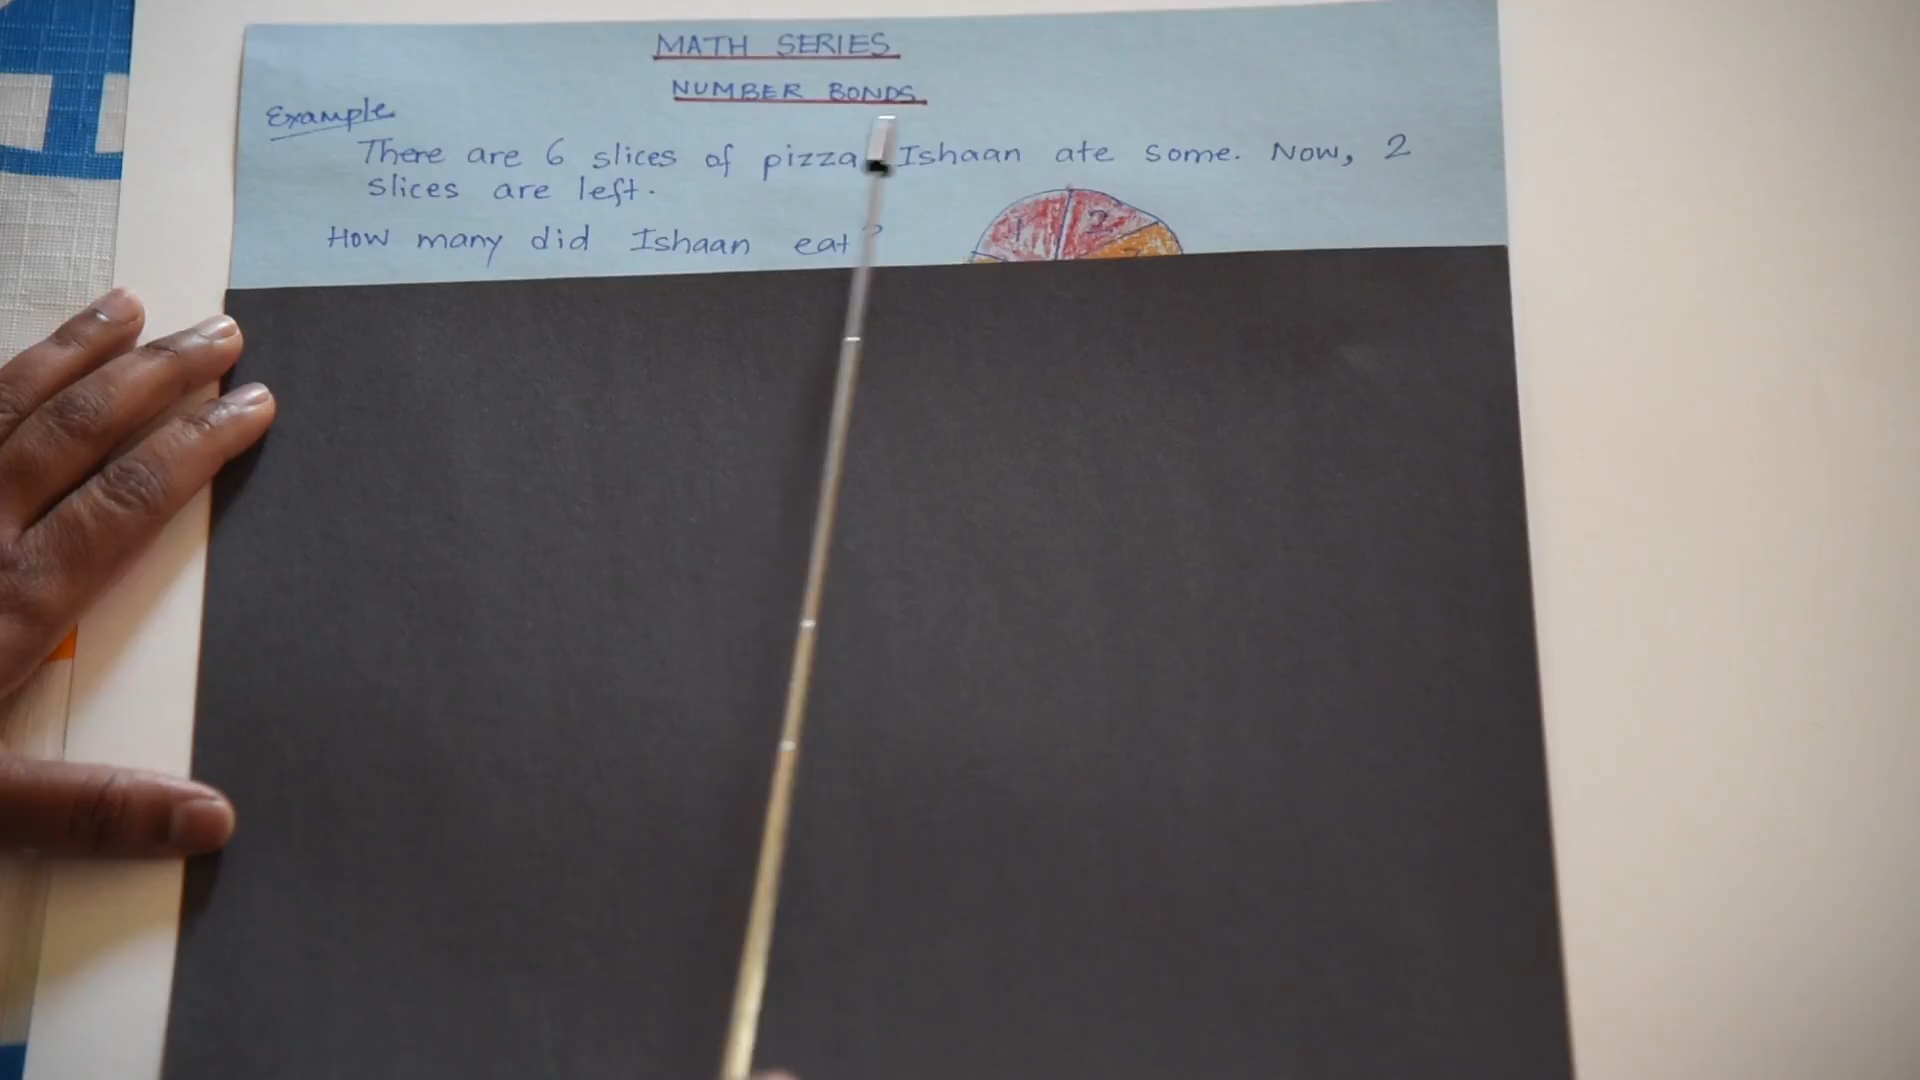 MATH SERIES
NUMBER BONDS
Example
There are 6 slices of pizza. Ishaan ate some. Now, 2
slices are left.
How many did Ishaan eat?
1 2
3